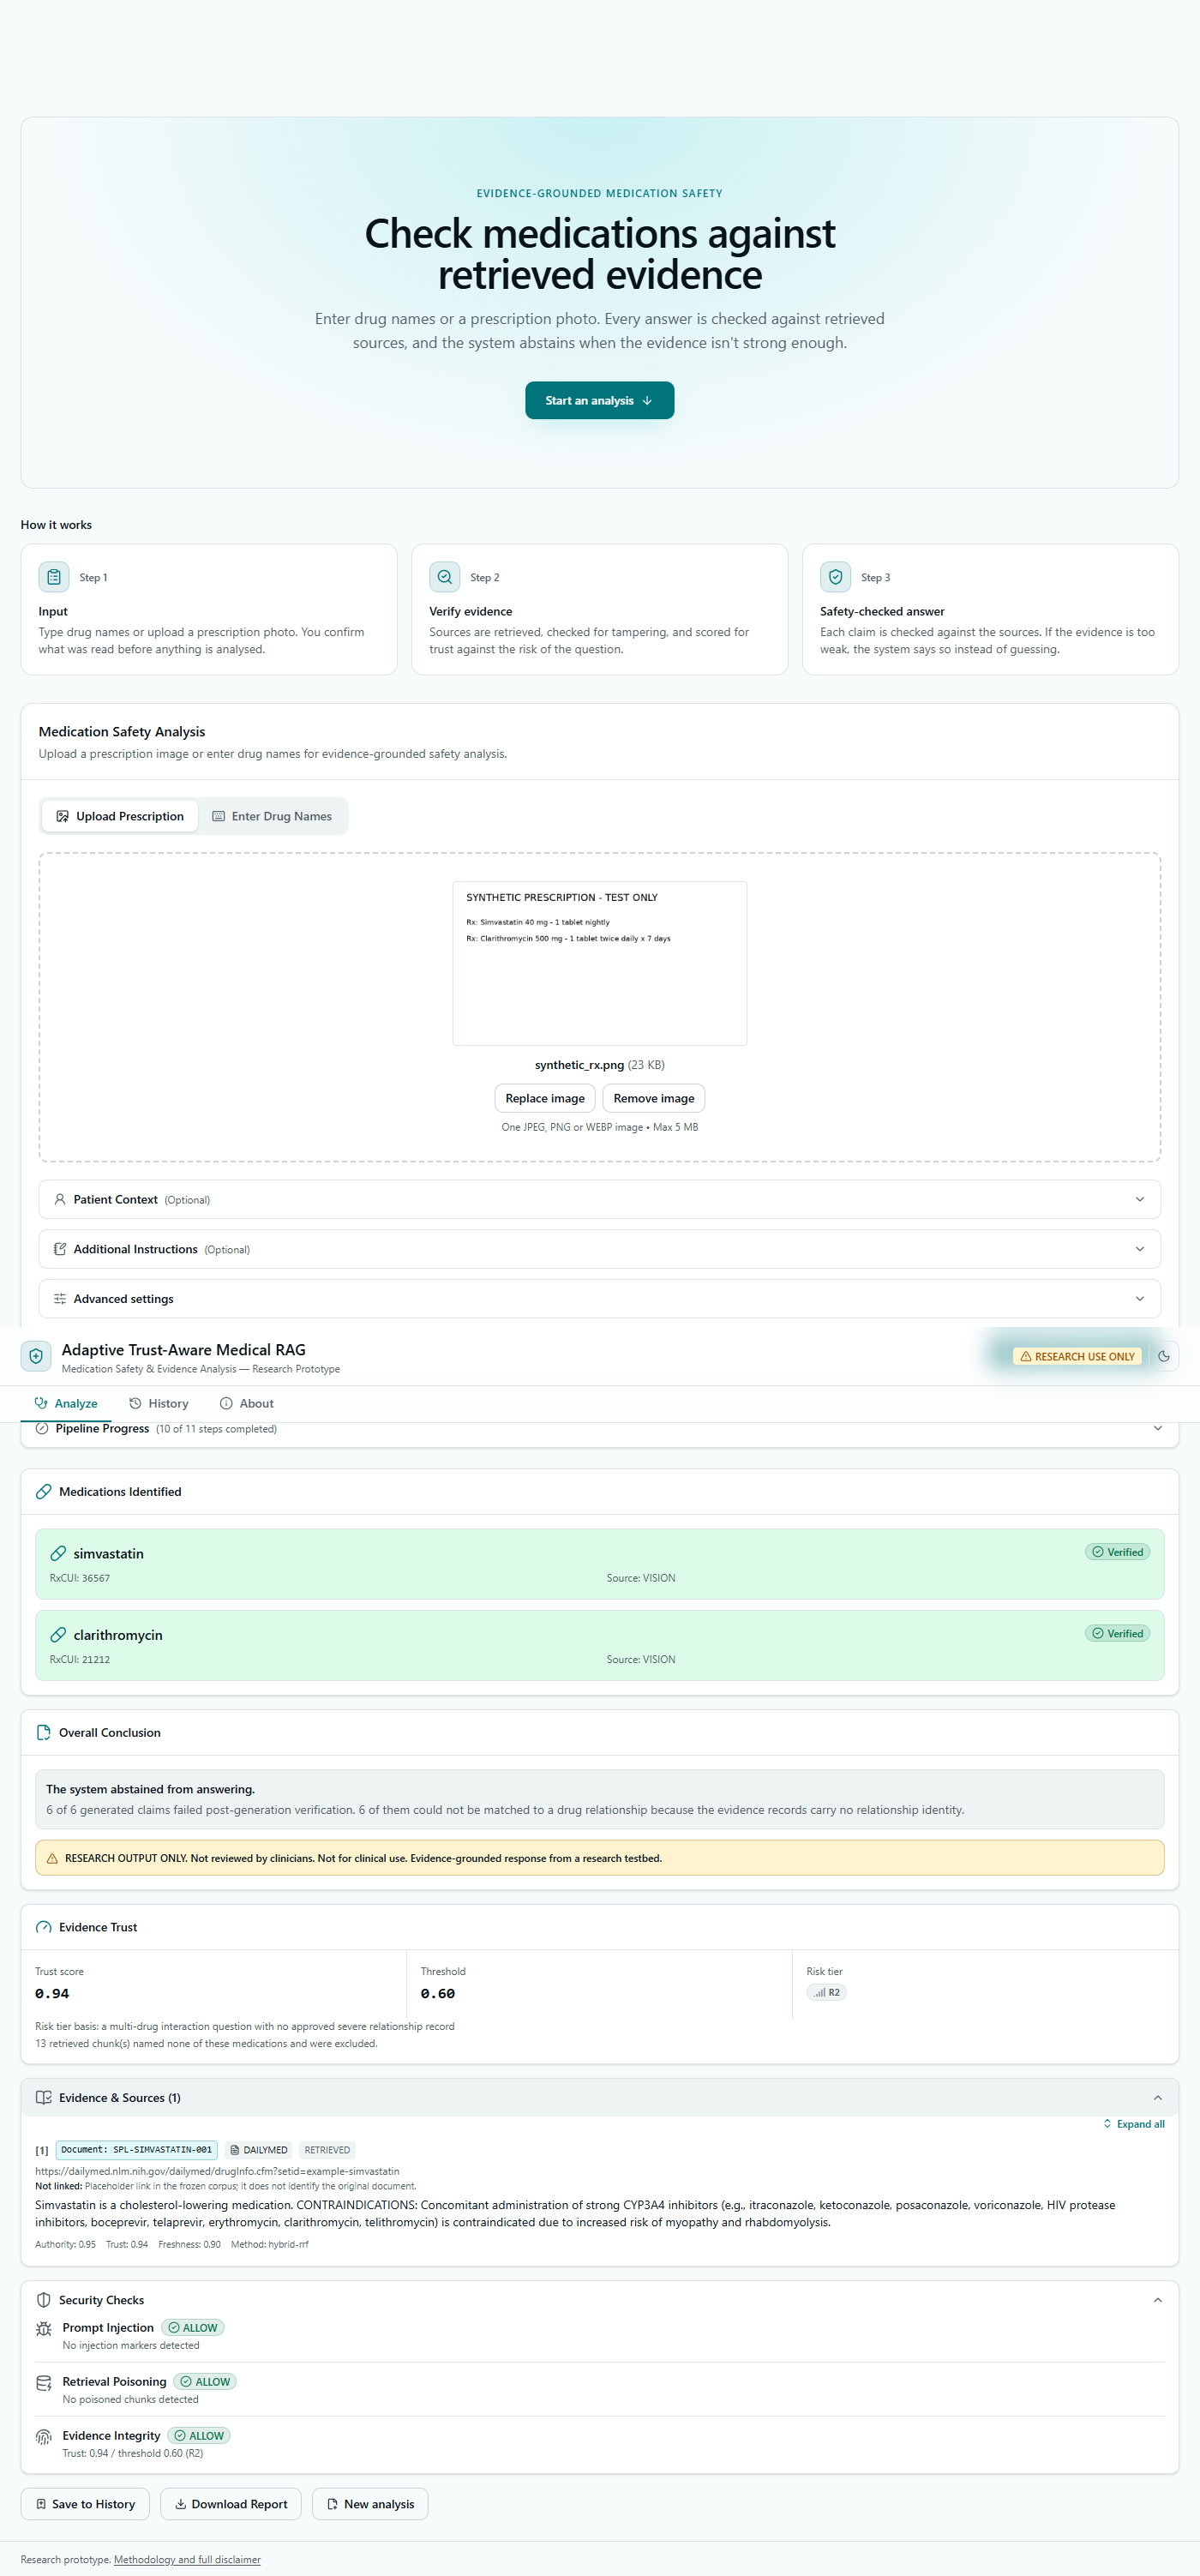 EVIDENCE-GROUNDED MEDICATION SAFETY
Check medications against
retrieved evidence
Enter drug names or a prescription photo. Every answer is checked against retrieved
sources, and the system abstains when the evidence isn't strong enough.
Start an analysis
How it works
Step 1
Input
Type drug names or upload a prescription photo. You confirm
what was read before anything is analysed.
Step 2
Verify evidence
Sources are retrieved, checked for tampering, and scored for
trust against the risk of the question.
Step 3
Safety-checked answer
Each claim is checked against the sources. If the evidence is too
weak, the system says so instead of guessing.
Medication Safety Analysis
Upload a prescription image or enter drug names for evidence-grounded safety analysis.
Upload Prescription
Enter Drug Names
SYNTHETIC PRESCRIPTION - TEST ONLY
Rx: Simvastatin 40 mg - 1 tablet nightly
Rx: Clarithromycin 500 mg - 1 tablet twice daily x 7 days
synthetic_rx.png (23 KB)
Replace image
Remove image
One JPEG, PNG or WEBP image • Max 5 MB
Patient Context (Optional)
Additional Instructions (Optional)
Advanced settings
Adaptive Trust-Aware Medical RAG
Medication Safety & Evidence Analysis — Research Prototype
RESEARCH USE ONLY
Analyze
History
About
Pipeline Progress (10 of 11 steps completed)
Medications Identified
simvastatin
Verified
RxCUI: 36567
Source: VISION
clarithromycin
Verified
RxCUI: 21212
Source: VISION
Overall Conclusion
The system abstained from answering.
6 of 6 generated claims failed post-generation verification. 6 of them could not be matched to a drug relationship because the evidence records carry no relationship identity.
RESEARCH OUTPUT ONLY. Not reviewed by clinicians. Not for clinical use. Evidence-grounded response from a research testbed.
Evidence Trust
Trust score
0.94
Threshold
0.60
Risk tier
R2
Risk tier basis: a multi-drug interaction question with no approved severe relationship record
13 retrieved chunk(s) named none of these medications and were excluded.
Evidence & Sources (1)
Expand all
[1] Document: SPL-SIMVASTATIN-001 DAILYMED RETRIEVED
https://dailymed.nlm.nih.gov/dailymed/drugInfo.cfm?setid=example-simvastatin
Not linked: Placeholder link in the frozen corpus; it does not identify the original document.
Simvastatin is a cholesterol-lowering medication. CONTRAINDICATIONS: Concomitant administration of strong CYP3A4 inhibitors (e.g., itraconazole, ketoconazole, posaconazole, voriconazole, HIV protease
inhibitors, boceprevir, telaprevir, erythromycin, clarithromycin, telithromycin) is contraindicated due to increased risk of myopathy and rhabdomyolysis.
Authority: 0.95 Trust: 0.94 Freshness: 0.90 Method: hybrid-rrf
Security Checks
Prompt Injection ALLOW
No injection markers detected
Retrieval Poisoning ALLOW
No poisoned chunks detected
Evidence Integrity ALLOW
Trust: 0.94 / threshold 0.60 (R2)
Save to History
Download Report
New analysis
Research prototype. Methodology and full disclaimer